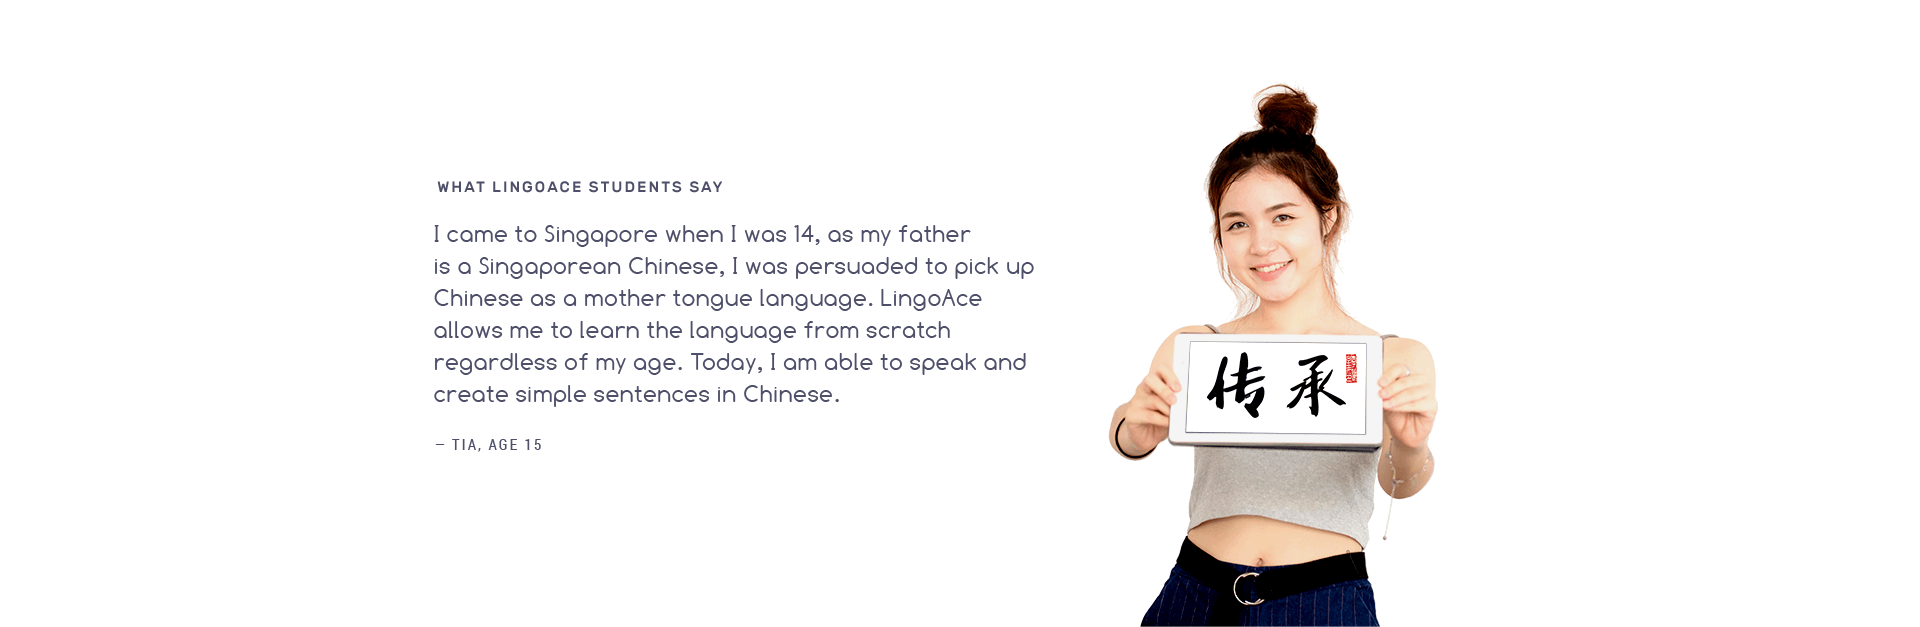 WHAT LINGOACE STUDENTS SAY
I came to Singapore when I was 14, as my father
is a Singaporean Chinese, I was persuaded to pick up
Chinese as a mother tongue language. LingoAce
allows me to learn the language from scratch
regardless of my age. Today, I am able to speak and
create simple sentences in Chinese.
– TIA, AGE 15
传承